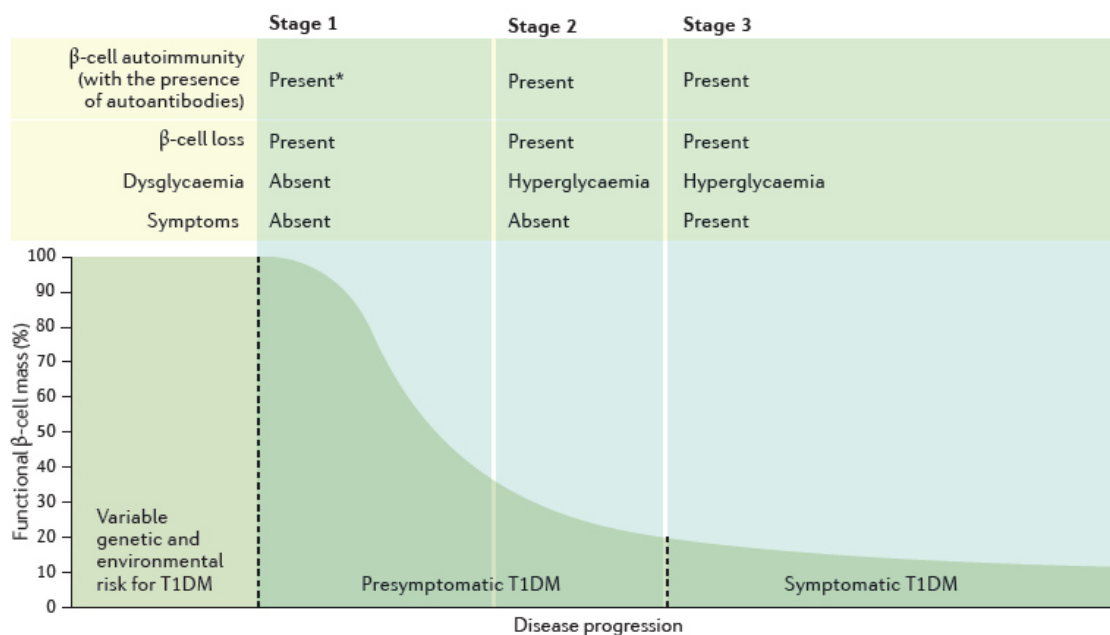 Stage 1 Stage 2 Stage 3
β-cell autoimmunity
(with the presence
of autoantibodies)
Present* Present Present
β-cell loss Present Present Present
Dysglycaemia Absent Hyperglycaemia Hyperglycaemia
Symptoms Absent Absent Present
Functional β-cell mass (%)
100
90
80
70
60
50
40
30
20
10
0
Variable
genetic and
environmental
risk for T1DM
Presymptomatic T1DM
Symptomatic T1DM
Disease progression